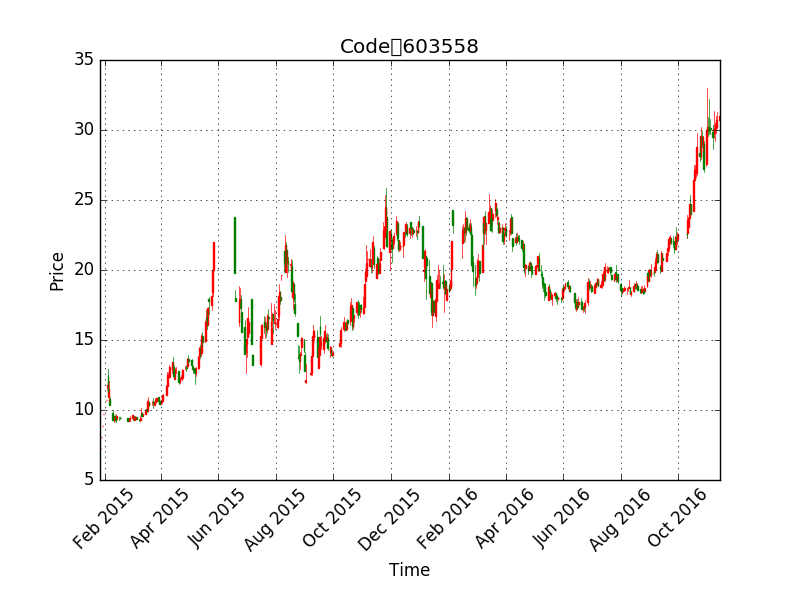 Code▯603558
35
30
25
20
15
10
5
Price
Feb 2015
Apr 2015
Jun 2015
Aug 2015
Oct 2015
Dec 2015
Feb 2016
Apr 2016
Jun 2016
Aug 2016
Oct 2016
Time